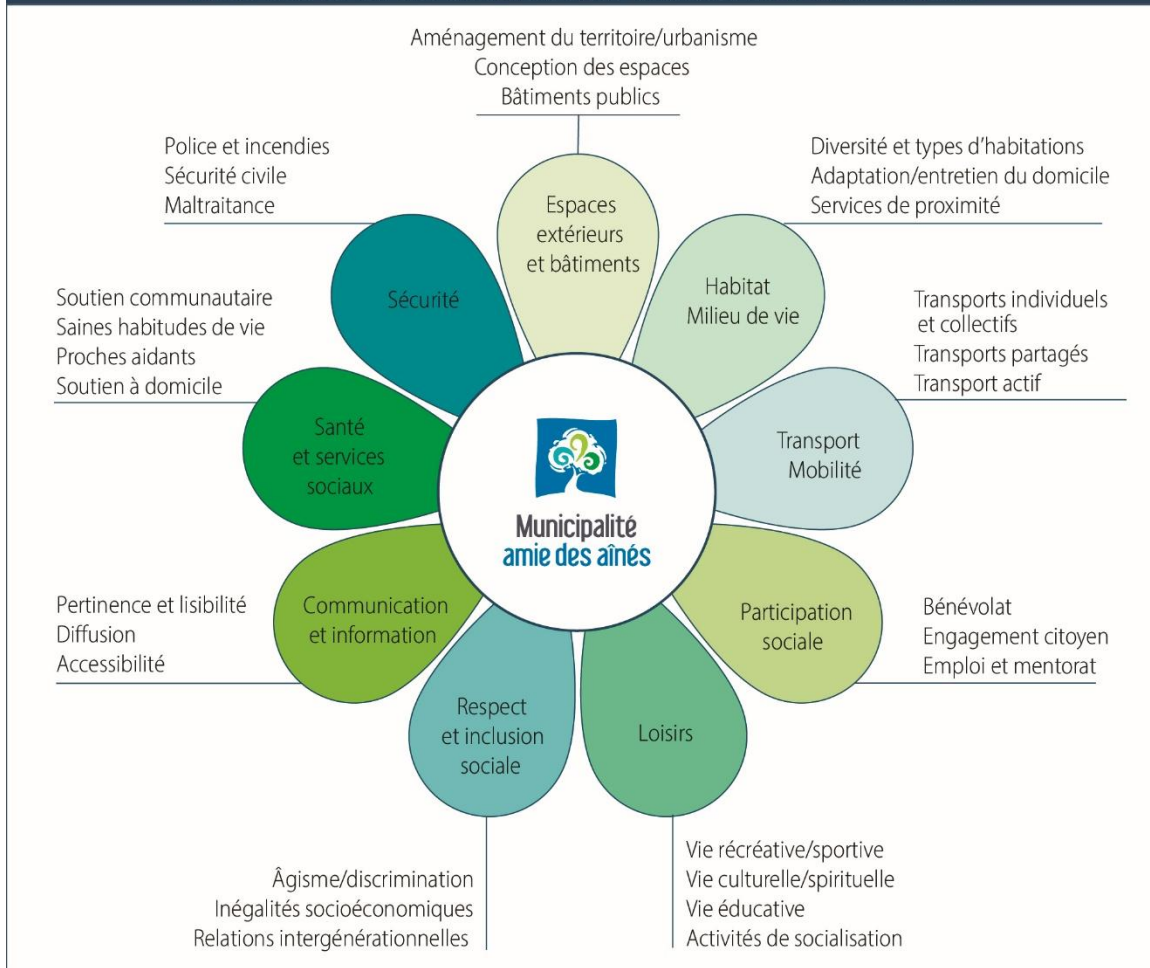 Aménagement du territoire/urbanisme
Conception des espaces
Bâtiments publics
Espaces
extérieurs
et bâtiments
Diversité et types d’habitations
Adaptation/entretien du domicile
Services de proximité
Habitat
Milieu de vie
Transports individuels
et collectifs
Transports partagés
Transport actif
Transport
Mobilité
Bénévolat
Engagement citoyen
Emploi et mentorat
Participation
sociale
Loisirs
Vie récréative/sportive
Vie culturelle/spirituelle
Vie éducative
Activités de socialisation
Respect
et inclusion
sociale
Âgisme/discrimination
Inégalités socioéconomiques
Relations intergénérationnelles
Communication
et information
Pertinence et lisibilité
Diffusion
Accessibilité
Santé
et services
sociaux
Soutien communautaire
Saines habitudes de vie
Proches aidants
Soutien à domicile
Sécurité
Police et incendies
Sécurité civile
Maltraitance
Municipalité
amie des aînés